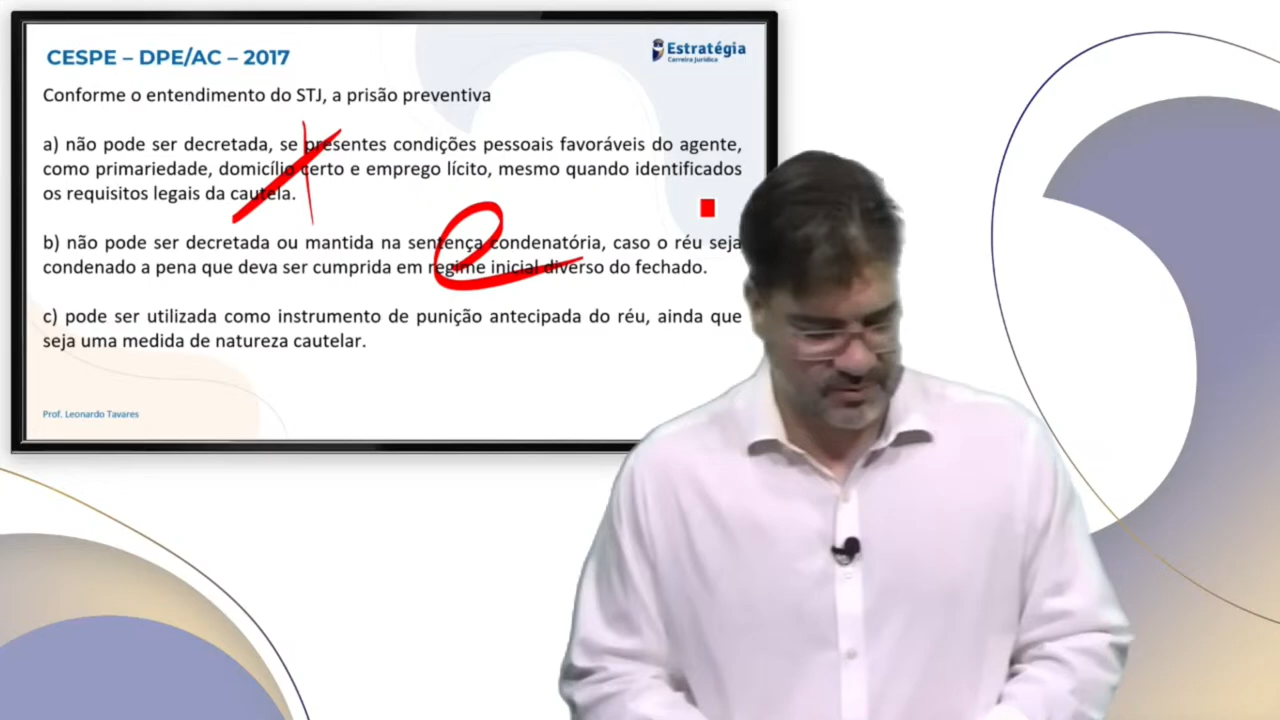 CESPE – DPE/AC – 2017
Estratégia
Carreira Jurídica
Conforme o entendimento do STJ, a prisão preventiva
a) não pode ser decretada, se presentes condições pessoais favoráveis do agente,
como primariedade, domicílio certo e emprego lícito, mesmo quando identificados
os requisitos legais da cautela.
b) não pode ser decretada ou mantida na sentença condenatória, caso o réu seja
condenado a pena que deva ser cumprida em regime inicial diverso do fechado.
c) pode ser utilizada como instrumento de punição antecipada do réu, ainda que
seja uma medida de natureza cautelar.
Prof. Leonardo Tavares